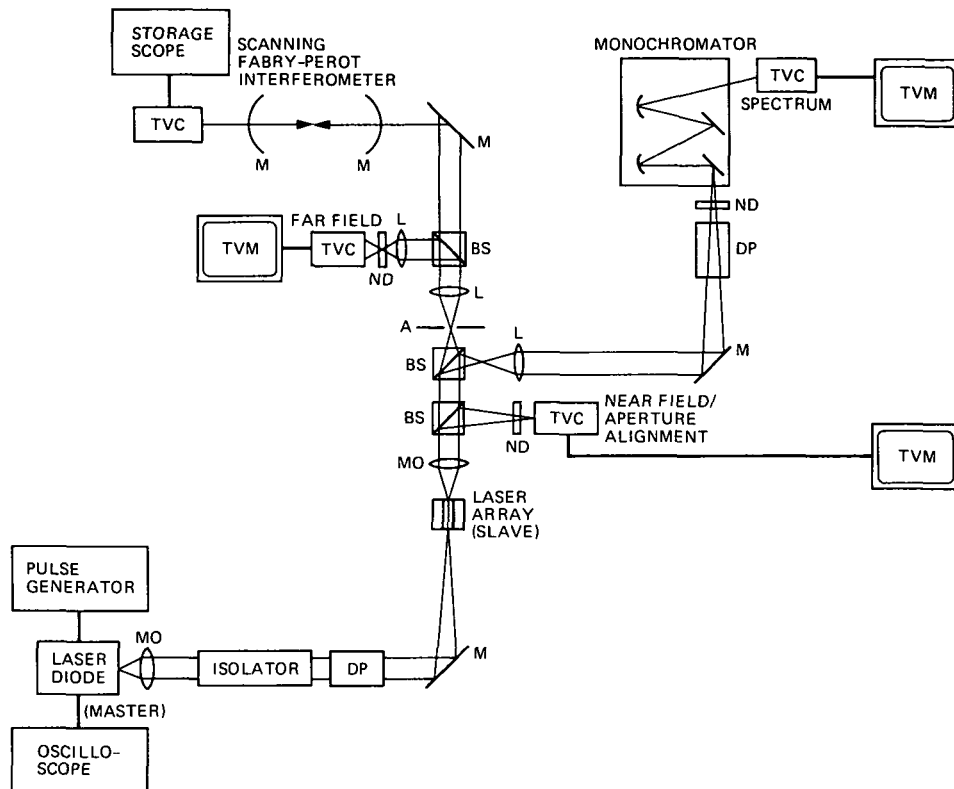 STORAGE
SCOPE
SCANNING
FABRY-PEROT
INTERFEROMETER
MONOCHROMATOR
TVC
SPECTRUM
TVM
TVC
M
M
M
ND
FAR FIELD
L
TVM
TVC
BS
DP
ND
L
A
L
BS
M
BS
TVC
NEAR FIELD/
APERTURE
ALIGNMENT
ND
TVM
MO
LASER
ARRAY
(SLAVE)
PULSE
GENERATOR
MO
M
LASER
DIODE
ISOLATOR
DP
(MASTER)
OSCILLO-
SCOPE